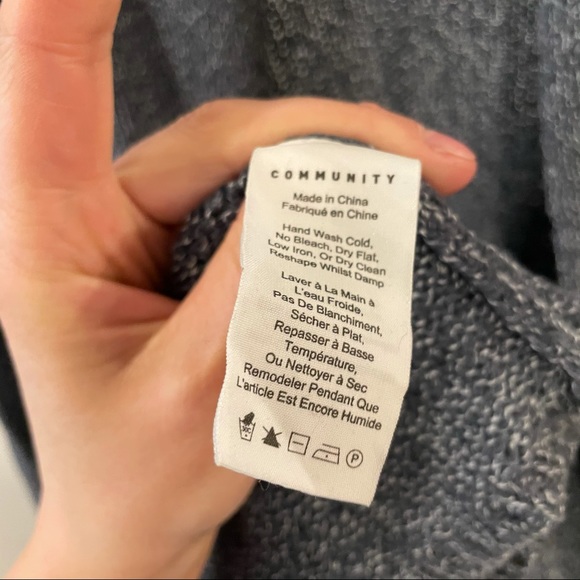 COMMUNITY
Made in China
Fabriqué en Chine
Hand Wash Cold,
No Bleach, Dry Flat,
Low Iron, Or Dry Clean
Reshape Whilst Damp
Laver à La Main à
L'eau Froide,
Pas De Blanchiment,
Sécher à Plat,
Repasser à Basse
Température,
Ou Nettoyer à Sec
Remodeler Pendant Que
L'article Est Encore Humide
P